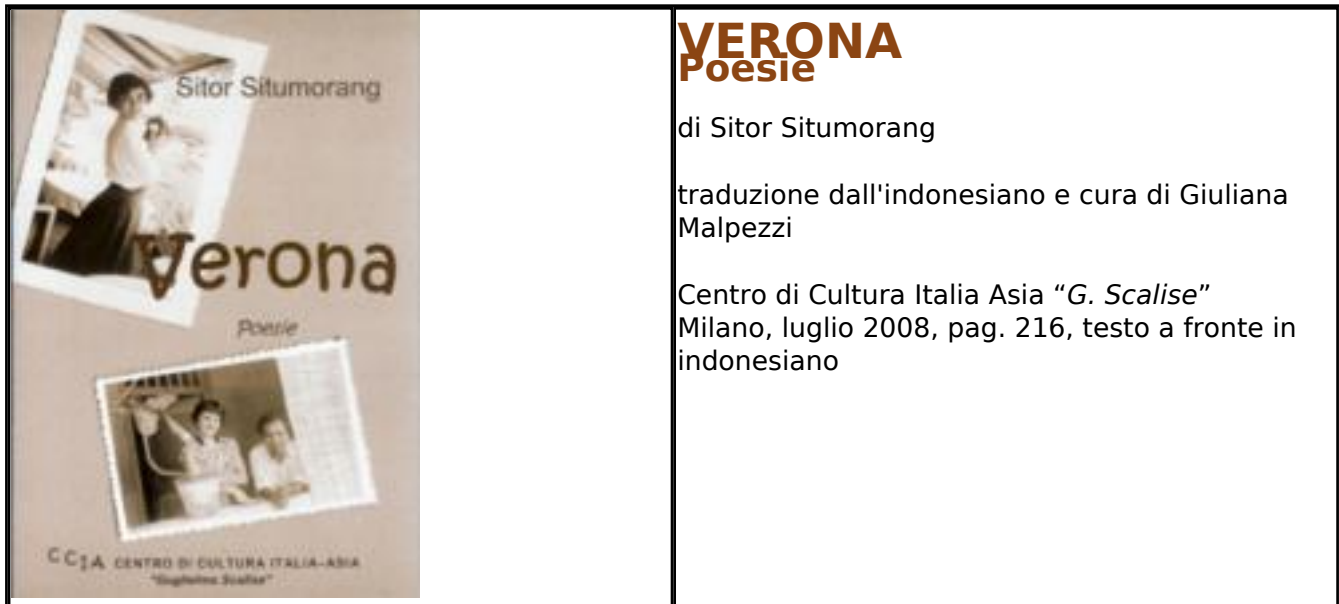 Sitor Situmorang
Verona
Poesie
CCIA CENTRO DI CULTURA ITALIA-ASIA
"Guglielmo Scalise"
VERONA
Poesie
di Sitor Situmorang
traduzione dall'indonesiano e cura di Giuliana
Malpezzi
Centro di Cultura Italia Asia “G. Scalise”
Milano, luglio 2008, pag. 216, testo a fronte in
indonesiano